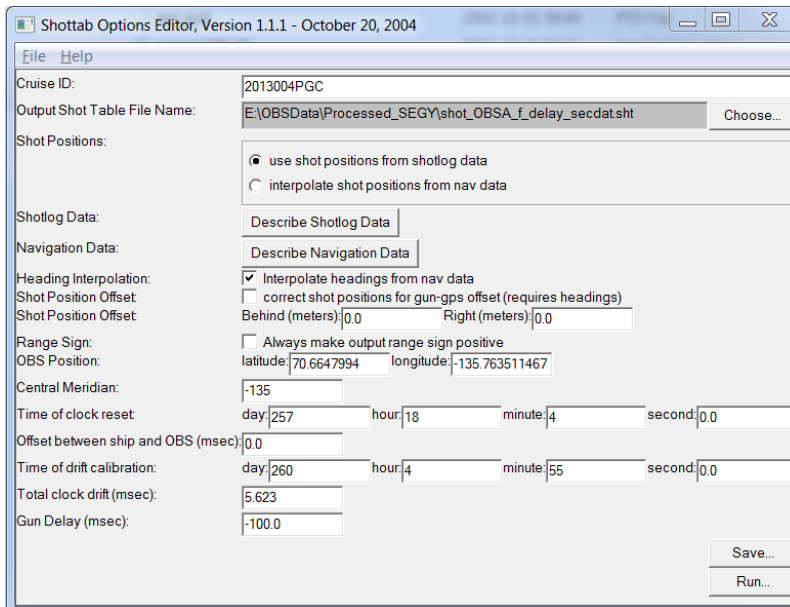 Shottab Options Editor, Version 1.1.1 - October 20, 2004
File Help
Cruise ID: 2013004PGC
Output Shot Table File Name: E:\OBSData\Processed_SEGY\shot_OBSA_f_delay_secdat.sht Choose...
Shot Positions:
use shot positions from shotlog data
interpolate shot positions from nav data
Shotlog Data: Describe Shotlog Data
Navigation Data: Describe Navigation Data
Heading Interpolation: Interpolate headings from nav data
Shot Position Offset: correct shot positions for gun-gps offset (requires headings)
Shot Position Offset: Behind (meters): 0.0 Right (meters): 0.0
Range Sign: Always make output range sign positive
OBS Position: latitude: 70.6647994 longitude: -135.763511467
Central Meridian: -135
Time of clock reset: day: 257 hour: 18 minute: 4 second: 0.0
Offset between ship and OBS (msec): 0.0
Time of drift calibration: day: 260 hour: 4 minute: 55 second: 0.0
Total clock drift (msec): 5.623
Gun Delay (msec): -100.0
Save...
Run...